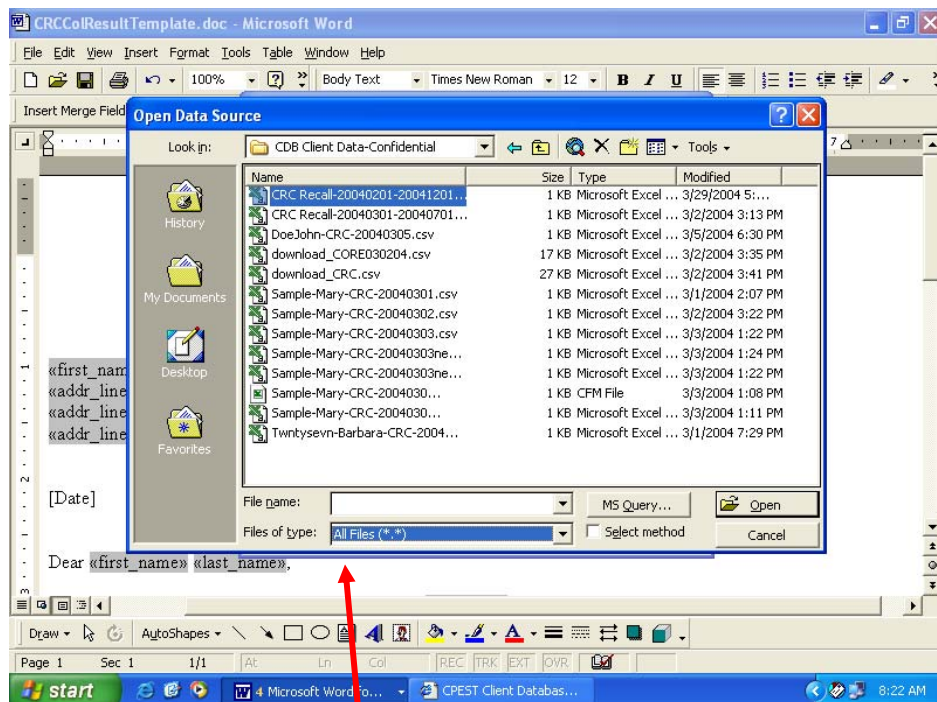 CRCColResultTemplate.doc - Microsoft Word
File Edit View Insert Format Tools Table Window Help
100% Body Text Times New Roman 12 B I U
Insert Merge Field
Open Data Source
Look in: CDB Client Data-Confidential Tools
Name Size Type Modified
CRC Recall-20040201-20041201... 1 KB Microsoft Excel ... 3/29/2004 5:...
CRC Recall-20040301-20040701... 1 KB Microsoft Excel ... 3/2/2004 3:13 PM
DoeJohn-CRC-20040305.csv 1 KB Microsoft Excel ... 3/5/2004 6:30 PM
download_CORE030204.csv 17 KB Microsoft Excel ... 3/2/2004 3:35 PM
download_CRC.csv 27 KB Microsoft Excel ... 3/2/2004 3:41 PM
Sample-Mary-CRC-20040301.csv 1 KB Microsoft Excel ... 3/1/2004 2:07 PM
Sample-Mary-CRC-20040302.csv 1 KB Microsoft Excel ... 3/2/2004 3:22 PM
Sample-Mary-CRC-20040303.csv 1 KB Microsoft Excel ... 3/3/2004 1:22 PM
Sample-Mary-CRC-20040303ne... 1 KB Microsoft Excel ... 3/3/2004 1:24 PM
Sample-Mary-CRC-20040303ne... 1 KB Microsoft Excel ... 3/3/2004 1:22 PM
Sample-Mary-CRC-2004030... 1 KB CFM File 3/3/2004 1:08 PM
Sample-Mary-CRC-2004030... 1 KB Microsoft Excel ... 3/3/2004 1:11 PM
Twntysevn-Barbara-CRC-2004... 1 KB Microsoft Excel ... 3/1/2004 7:29 PM
History
My Documents
Desktop
Favorites
File name: MS Query... Open
Files of type: All Files (*.*) Select method Cancel
«first_nam
«addr_line
«addr_line
«addr_line
[Date]
Dear «first_name» «last_name»,
Draw AutoShapes
Page 1 Sec 1 1/1 At Ln Col REC TRK EXT OVR
start 4 Microsoft Word fo... CPEST Client Databas... 8:22 AM